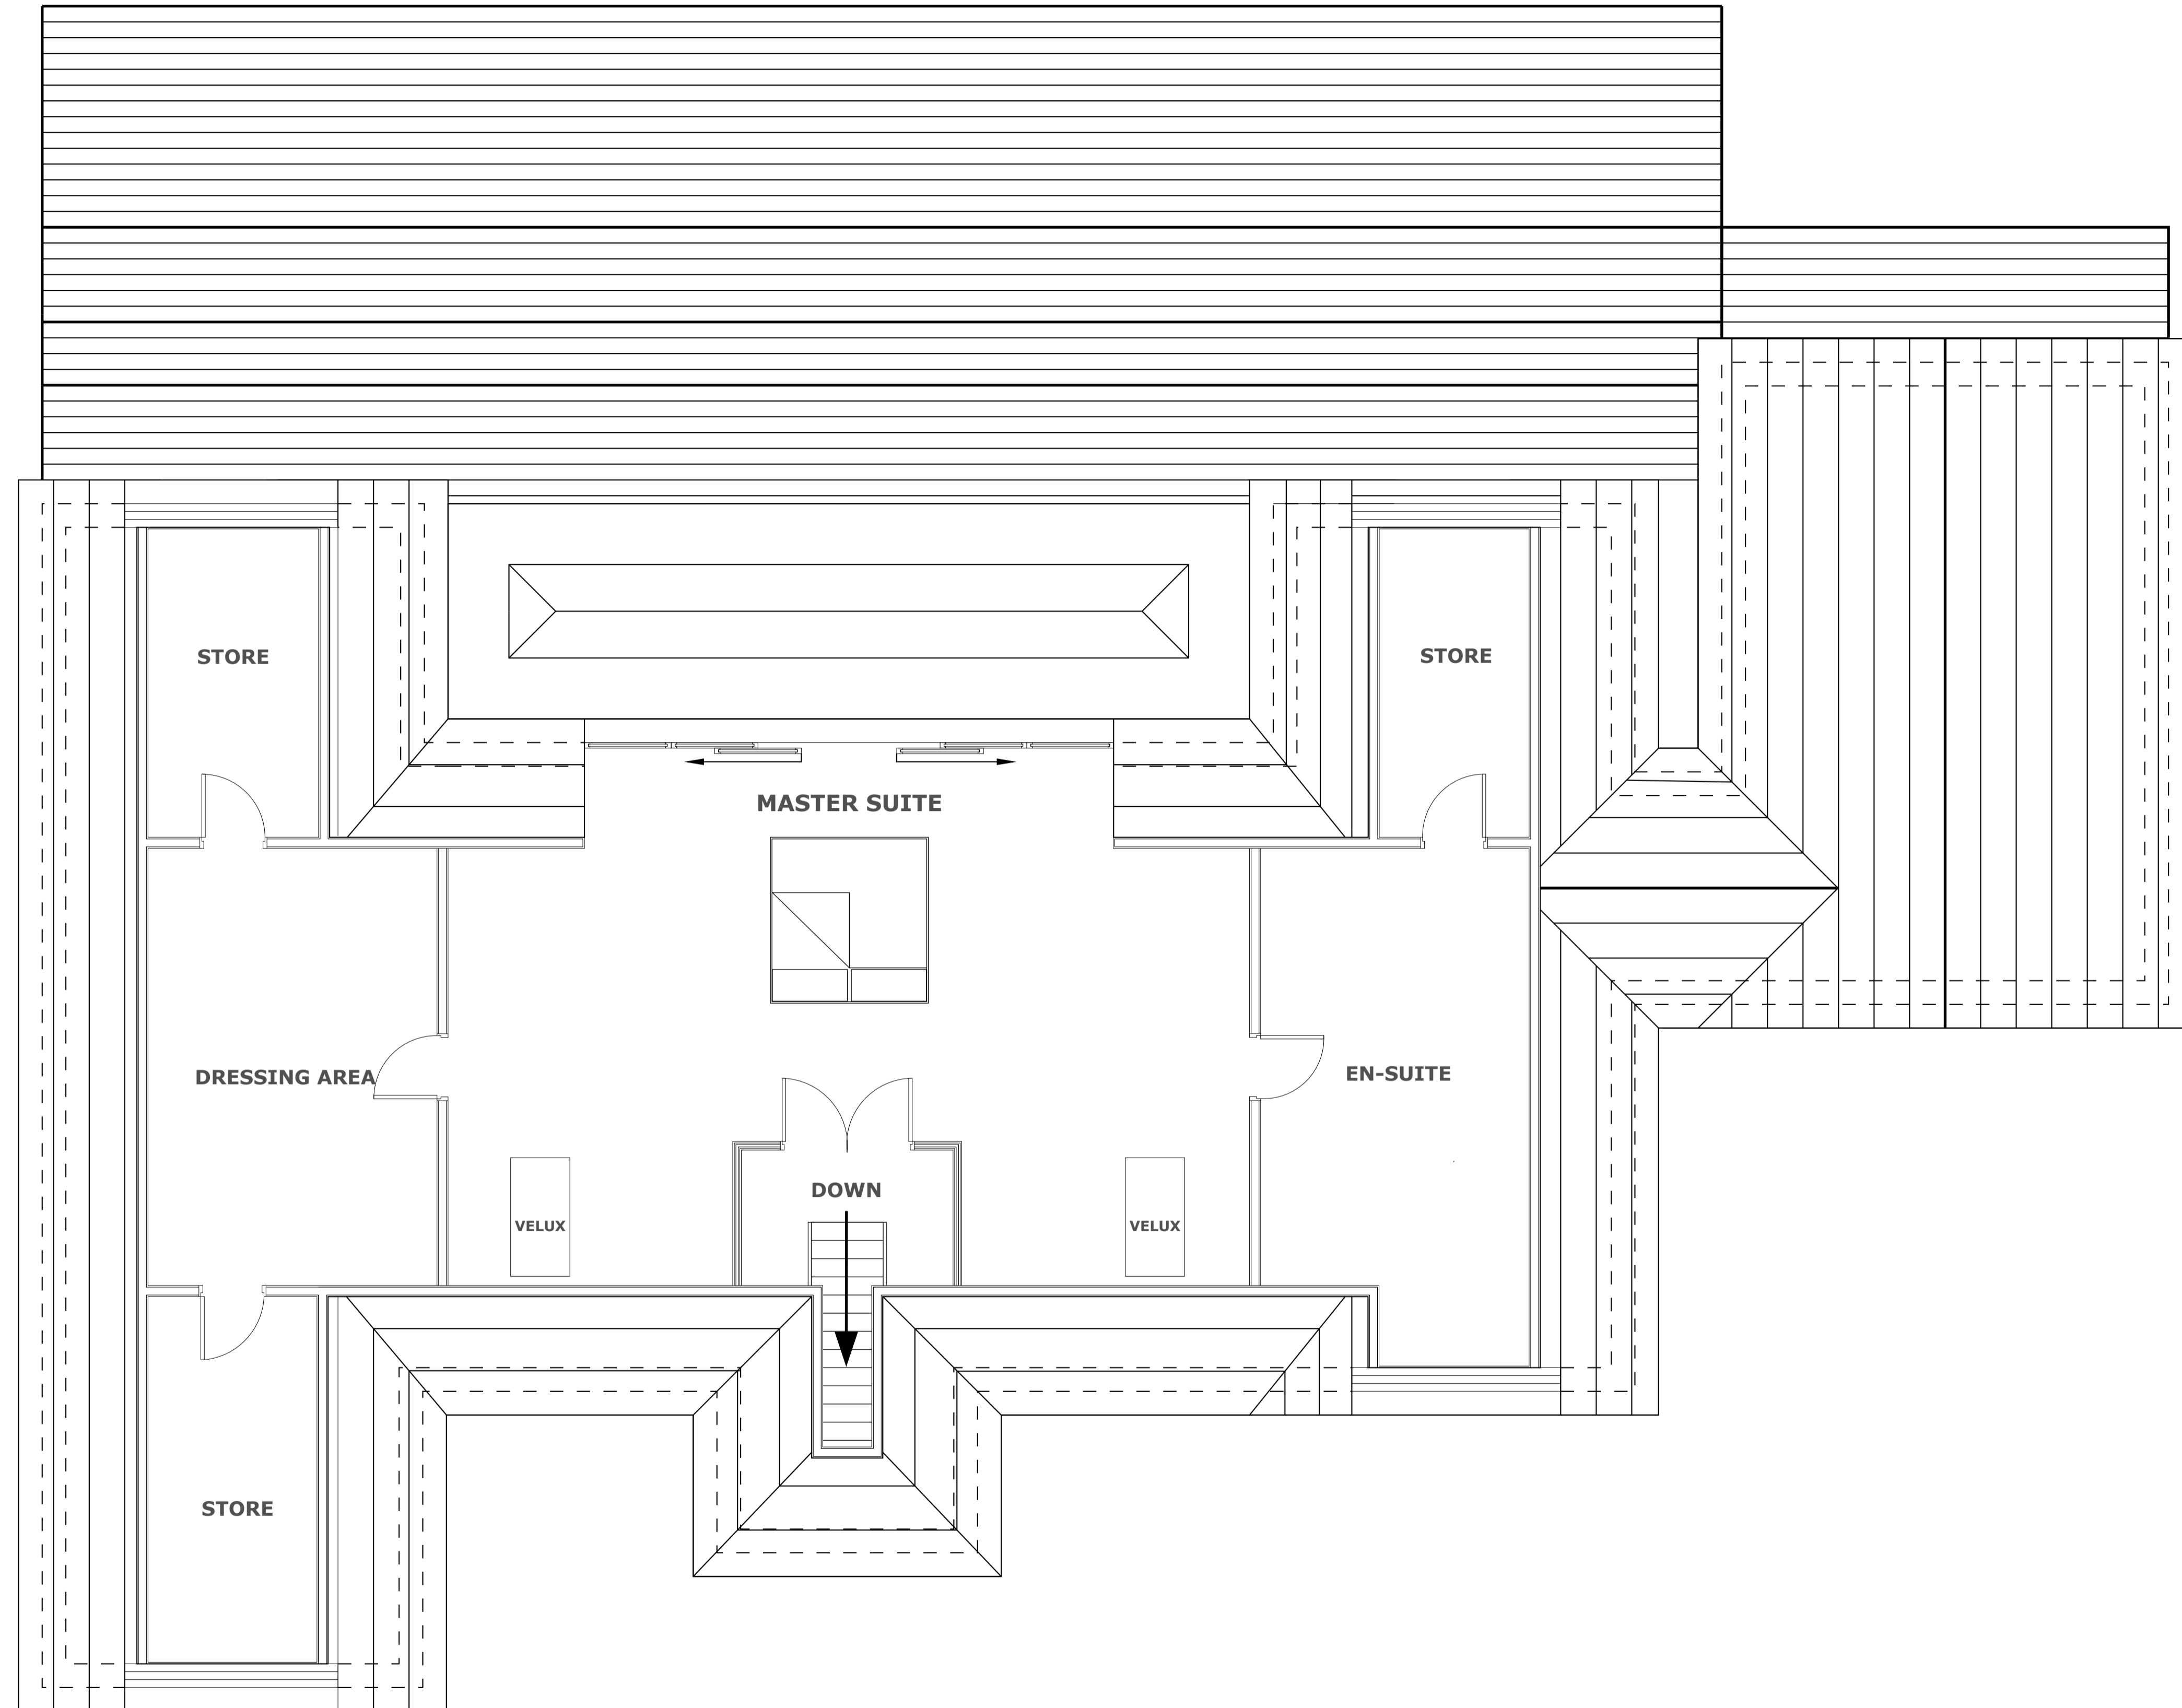 STORE
STORE
MASTER SUITE
DRESSING AREA
EN-SUITE
DOWN
VELUX
VELUX
STORE